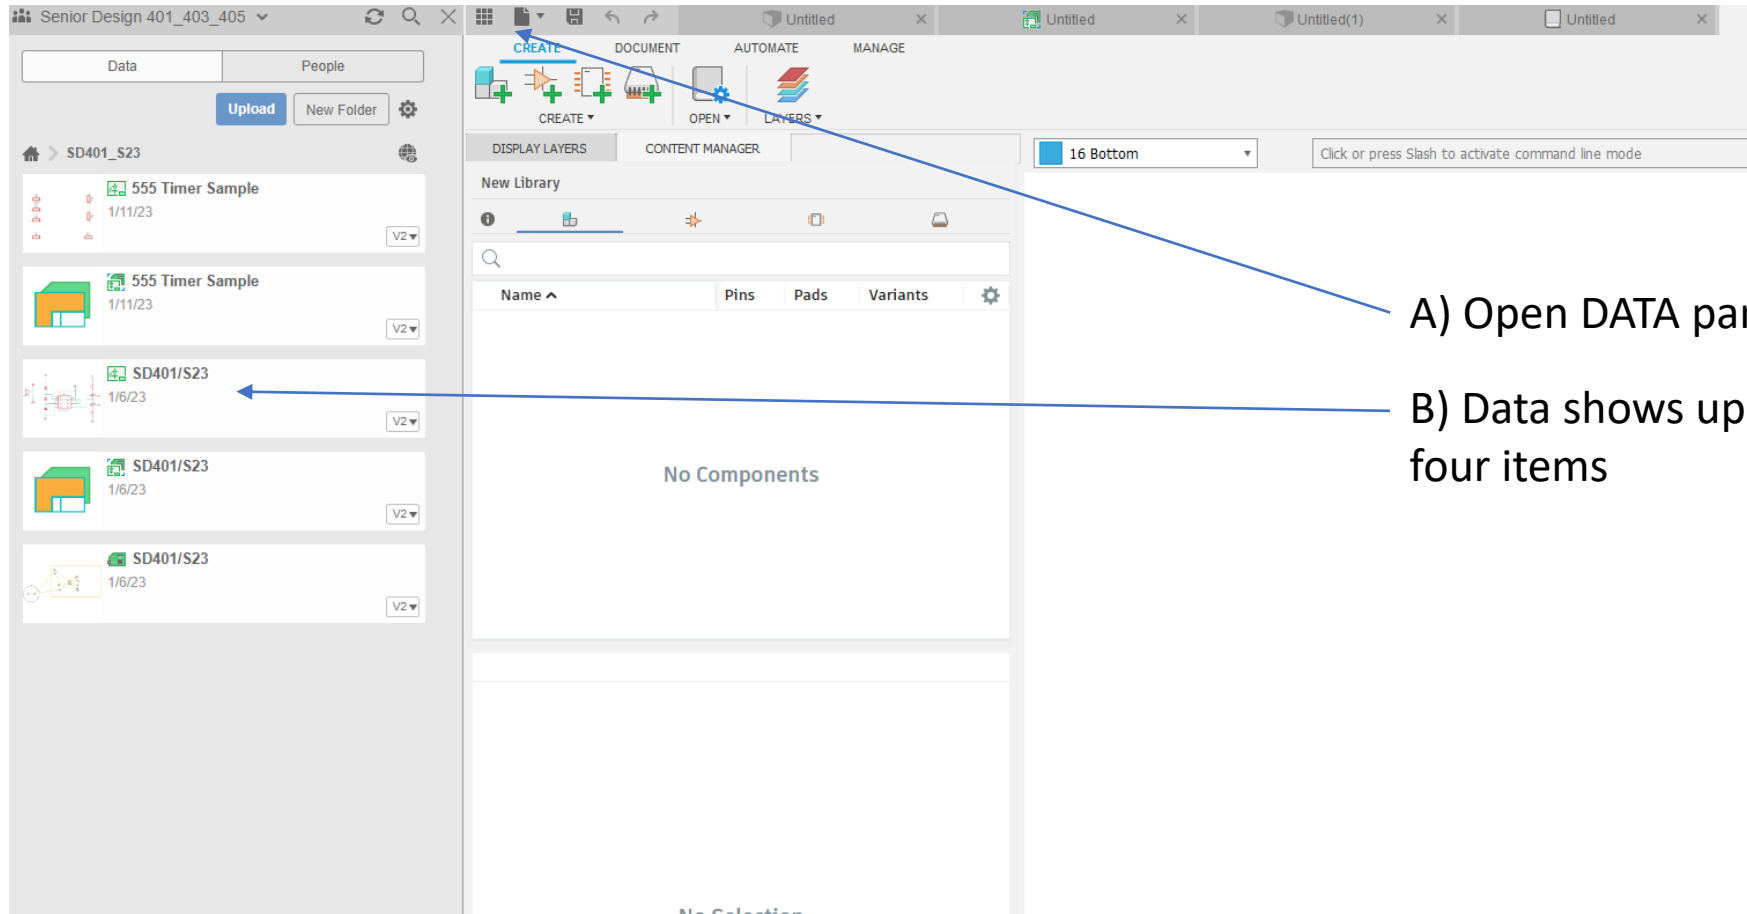 Senior Design 401_403_405
Untitled
Untitled
Untitled(1)
Untitled
Data
People
Upload
New Folder
SD401_S23
555 Timer Sample
1/11/23
V2
555 Timer Sample
1/11/23
V2
SD401/S23
1/6/23
V2
SD401/S23
1/6/23
V2
SD401/S23
1/6/23
V2
CREATE
DOCUMENT
AUTOMATE
MANAGE
CREATE
OPEN
LAYERS
DISPLAY LAYERS
CONTENT MANAGER
16 Bottom
Click or press Slash to activate command line mode
New Library
Name
Pins
Pads
Variants
No Components
A) Open DATA
B) Data shows up
four items
No Selection